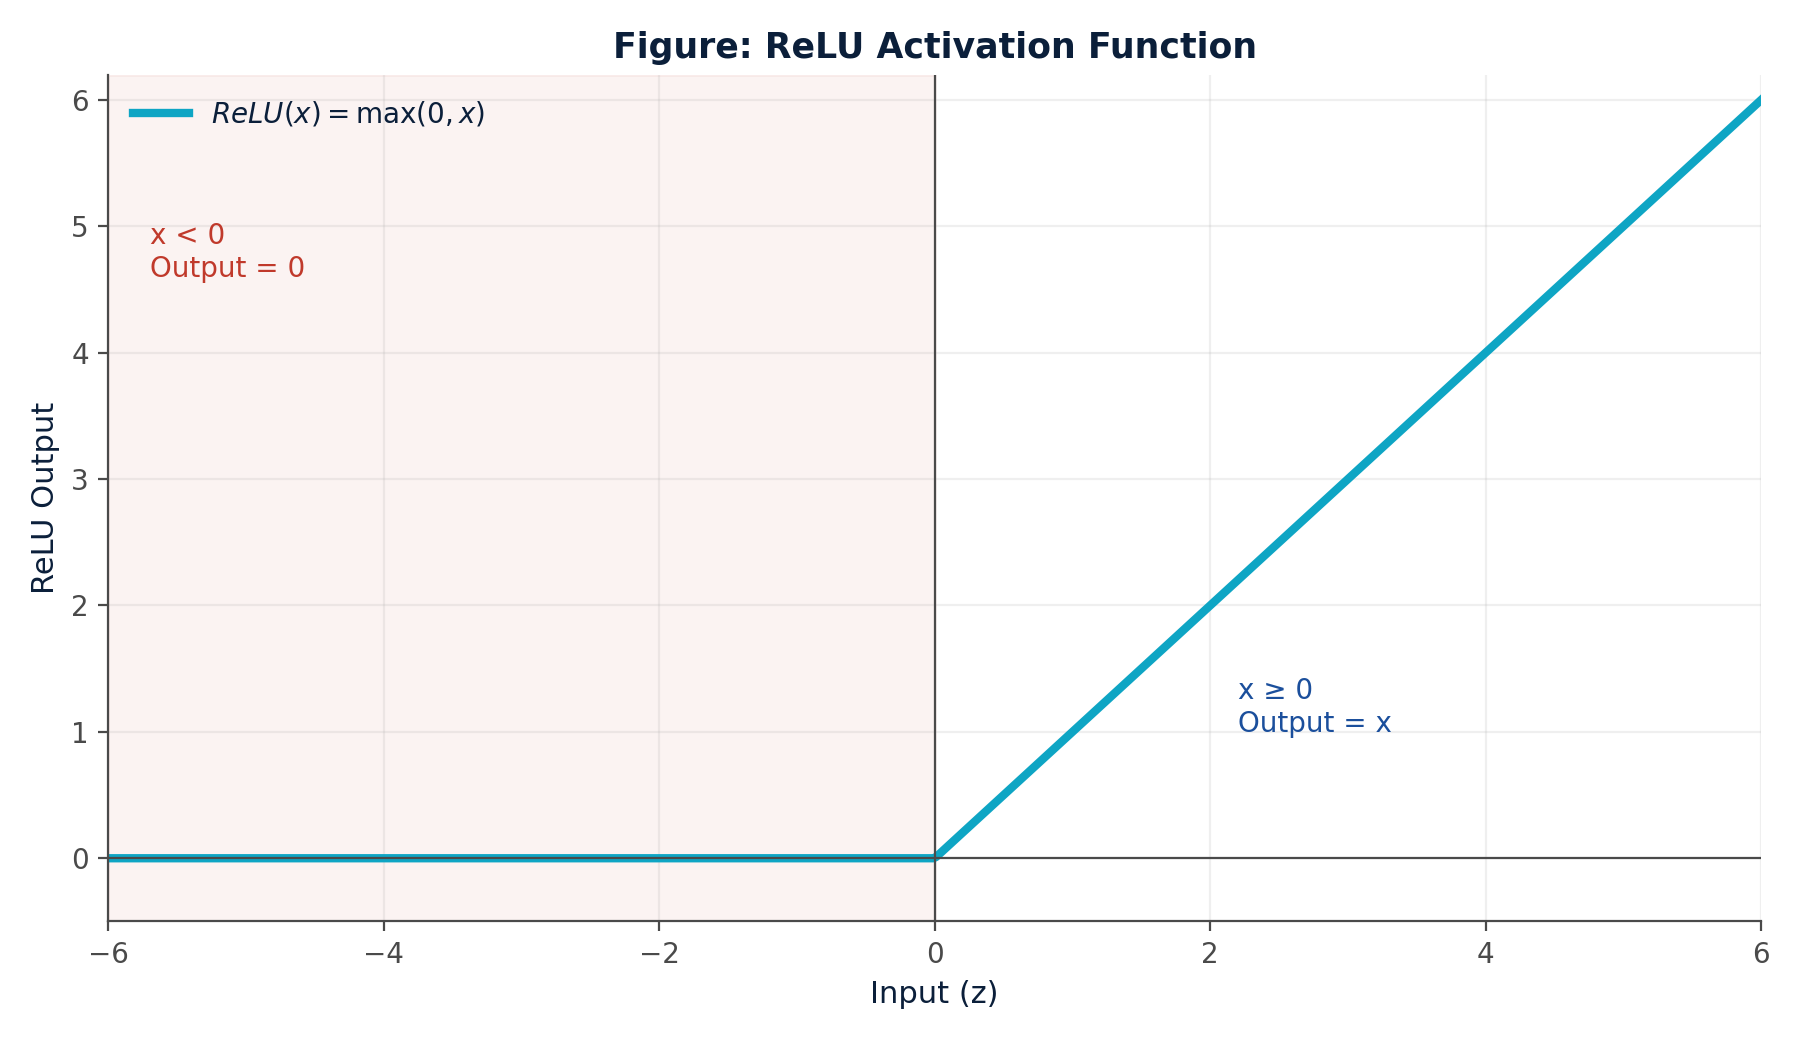 Figure: ReLU Activation Function
ReLU(x) = max(0, x)
x < 0
Output = 0
x ≥ 0
Output = x
ReLU Output
6
5
4
3
2
1
0
−6
−4
−2
0
2
4
6
Input (z)